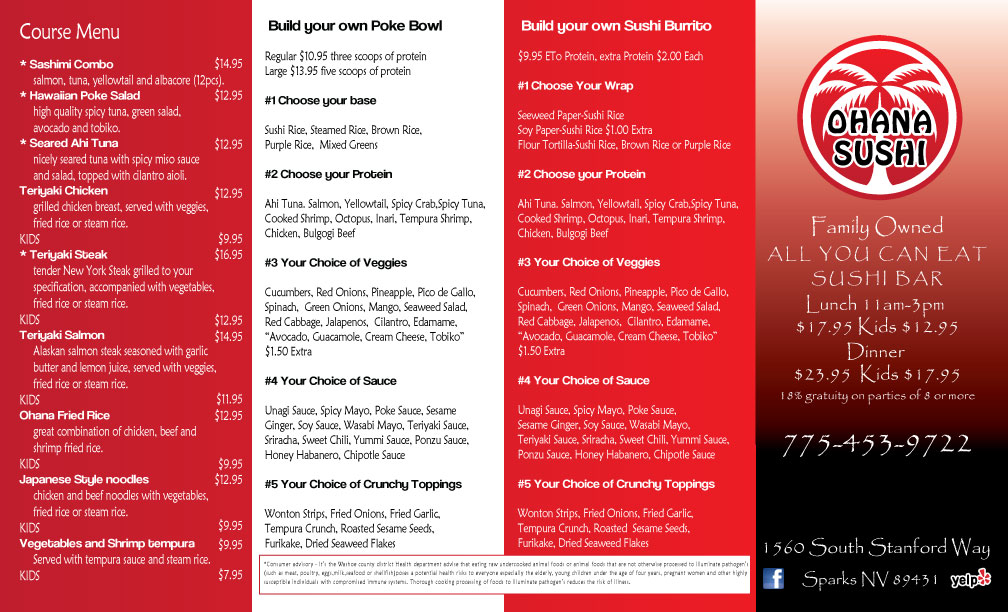 Course Menu
* Sashimi Combo $14.95
salmon, tuna, yellowtail and albacore (12pcs).
* Hawaiian Poke Salad $12.95
high quality spicy tuna, green salad,
avocado and tobiko.
* Seared Ahi Tuna $12.95
nicely seared tuna with spicy miso sauce
and salad, topped with cilantro aioli.
Teriyaki Chicken $12.95
grilled chicken breast, served with veggies,
fried rice or steam rice.
KIDS $9.95
* Teriyaki Steak $16.95
tender New York Steak grilled to your
specification, accompanied with vegetables,
fried rice or steam rice.
KIDS $12.95
Teriyaki Salmon $14.95
Alaskan salmon steak seasoned with garlic
butter and lemon juice, served with veggies,
fried rice or steam rice.
KIDS $11.95
Ohana Fried Rice $12.95
great combination of chicken, beef and
shrimp fried rice.
KIDS $9.95
Japanese Style noodles $12.95
chicken and beef noodles with vegetables,
fried rice or steam rice.
KIDS $9.95
Vegetables and Shrimp tempura $9.95
Served with tempura sauce and steam rice.
KIDS $7.95
Build your own Poke Bowl
Regular $10.95 three scoops of protein
Large $13.95 five scoops of protein
#1 Choose your base
Sushi Rice, Steamed Rice, Brown Rice,
Purple Rice, Mixed Greens
#2 Choose your Protein
Ahi Tuna. Salmon, Yellowtail, Spicy Crab,Spicy Tuna,
Cooked Shrimp, Octopus, Inari, Tempura Shrimp,
Chicken, Bulgogi Beef
#3 Your Choice of Veggies
Cucumbers, Red Onions, Pineapple, Pico de Gallo,
Spinach, Green Onions, Mango, Seaweed Salad,
Red Cabbage, Jalapenos, Cilantro, Edamame,
“Avocado, Guacamole, Cream Cheese, Tobiko”
$1.50 Extra
#4 Your Choice of Sauce
Unagi Sauce, Spicy Mayo, Poke Sauce, Sesame
Ginger, Soy Sauce, Wasabi Mayo, Teriyaki Sauce,
Sriracha, Sweet Chili, Yummi Sauce, Ponzu Sauce,
Honey Habanero, Chipotle Sauce
#5 Your Choice of Crunchy Toppings
Wonton Strips, Fried Onions, Fried Garlic,
Tempura Crunch, Roasted Sesame Seeds,
Furikake, Dried Seaweed Flakes
Build your own Sushi Burrito
$9.95 ETo Protein, extra Protein $2.00 Each
#1 Choose Your Wrap
Seeweed Paper-Sushi Rice
Soy Paper-Sushi Rice $1.00 Extra
Flour Tortilla-Sushi Rice, Brown Rice or Purple Rice
#2 Choose your Protein
Ahi Tuna. Salmon, Yellowtail, Spicy Crab,Spicy Tuna,
Cooked Shrimp, Octopus, Inari, Tempura Shrimp,
Chicken, Bulgogi Beef
#3 Your Choice of Veggies
Cucumbers, Red Onions, Pineapple, Pico de Gallo,
Spinach, Green Onions, Mango, Seaweed Salad,
Red Cabbage, Jalapenos, Cilantro, Edamame,
“Avocado, Guacamole, Cream Cheese, Tobiko”
$1.50 Extra
#4 Your Choice of Sauce
Unagi Sauce, Spicy Mayo, Poke Sauce,
Sesame Ginger, Soy Sauce, Wasabi Mayo,
Teriyaki Sauce, Sriracha, Sweet Chili, Yummi Sauce,
Ponzu Sauce, Honey Habanero, Chipotle Sauce
#5 Your Choice of Crunchy Toppings
Wonton Strips, Fried Onions, Fried Garlic,
Tempura Crunch, Roasted Sesame Seeds,
Furikake, Dried Seaweed Flakes
*Consumer advisory - It's the Washoe county district Health department advise that eating raw undercooked animal foods or animal foods that are not otherwise processed to illuminate pathogen's
(such as meat, poultry, eggs,milk,seafood or shellfish)poses a potential health risks to everyone especially the elderly, young children under the age of four years, pregnant women and other highly
susceptible individuals with compromised immune systems. Thorough cooking processing of foods to illuminate pathogen's reduces the risk of illness.
OHANA
SUSHI
Family Owned
ALL YOU CAN EAT
SUSHI BAR
Lunch 11am-3pm
$17.95 Kids $12.95
Dinner
$23.95 Kids $17.95
18% gratuity on parties of 8 or more
775-453-9722
1560 South Stanford Way
f Sparks NV 89431 yelp